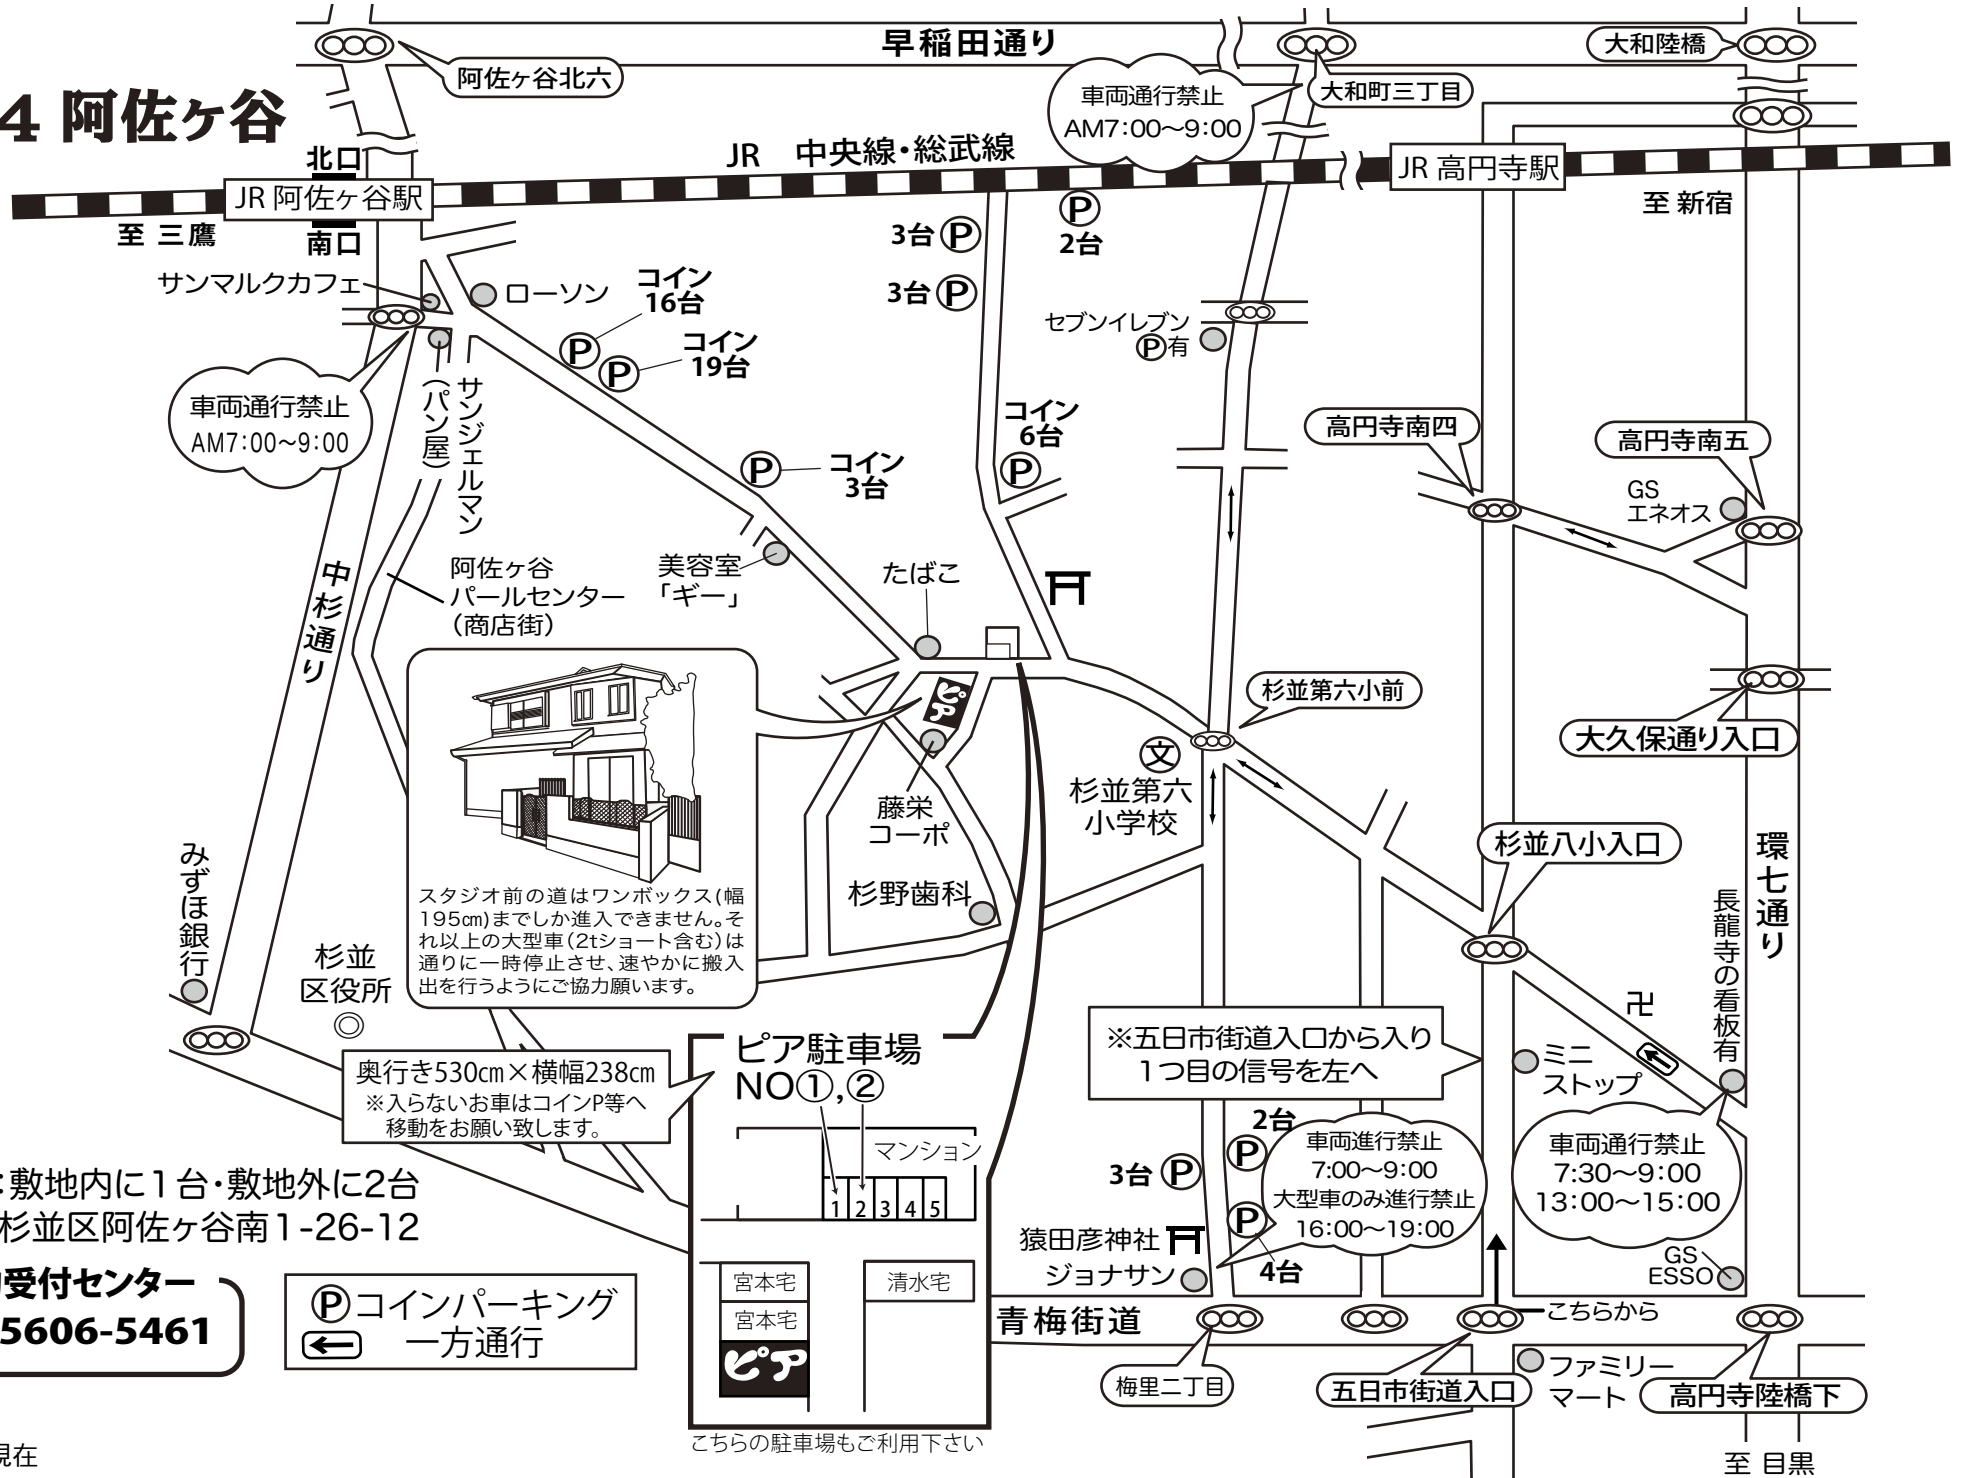 早稲田通り
大和陸橋
阿佐ヶ谷北六
大和町三丁目
車両通行禁止
AM7:00～9:00
4 阿佐ヶ谷
北口
JR 中央線・総武線
JR 阿佐ヶ谷駅
JR 高円寺駅
至 三鷹
南口
至 新宿
3台 P
P
2台
サンマルクカフェ
ローソン
コイン
16台
3台 P
P
コイン
19台
P
セブンイレブン
P有
車両通行禁止
AM7:00～9:00
サンジェルマン
(パン屋)
コイン
6台
P
高円寺南四
高円寺南五
P
コイン
3台
GS
エネオス
中杉通り
阿佐ヶ谷
パールセンター
(商店街)
美容室
「ギー」
たばこ
ピア
杉並第六小前
大久保通り入口
文
杉並第六
小学校
藤栄
コーポ
杉並八小入口
環七通り
みずほ銀行
杉野歯科
スタジオ前の道はワンボックス(幅
195cm)までしか進入できません。そ
れ以上の大型車(2tショート含む)は
通りに一時停止させ、速やかに搬入
出を行うようにご協力願います。
長龍寺の看板有
杉並
区役所
卍
※五日市街道入口から入り
1つ目の信号を左へ
ミニ
ストップ
奥行き530cm×横幅238cm
※入らないお車はコインP等へ
移動をお願い致します。
ピア駐車場
NO①,②
マンション
1 2 3 4 5
宮本宅
清水宅
宮本宅
ピア
こちらの駐車場もご利用下さい
2台
P
3台 P
P
4台
車両進行禁止
7:00～9:00
大型車のみ進行禁止
16:00～19:00
車両通行禁止
7:30～9:00
13:00～15:00
猿田彦神社
ジョナサン
GS
ESSO
青梅街道
こちらから
梅里二丁目
五日市街道入口
ファミリー
マート
高円寺陸橋下
至 目黒
:敷地内に1台・敷地外に2台
杉並区阿佐ヶ谷南1-26-12
受付センター
5606-5461
Pコインパーキング
一方通行
現在